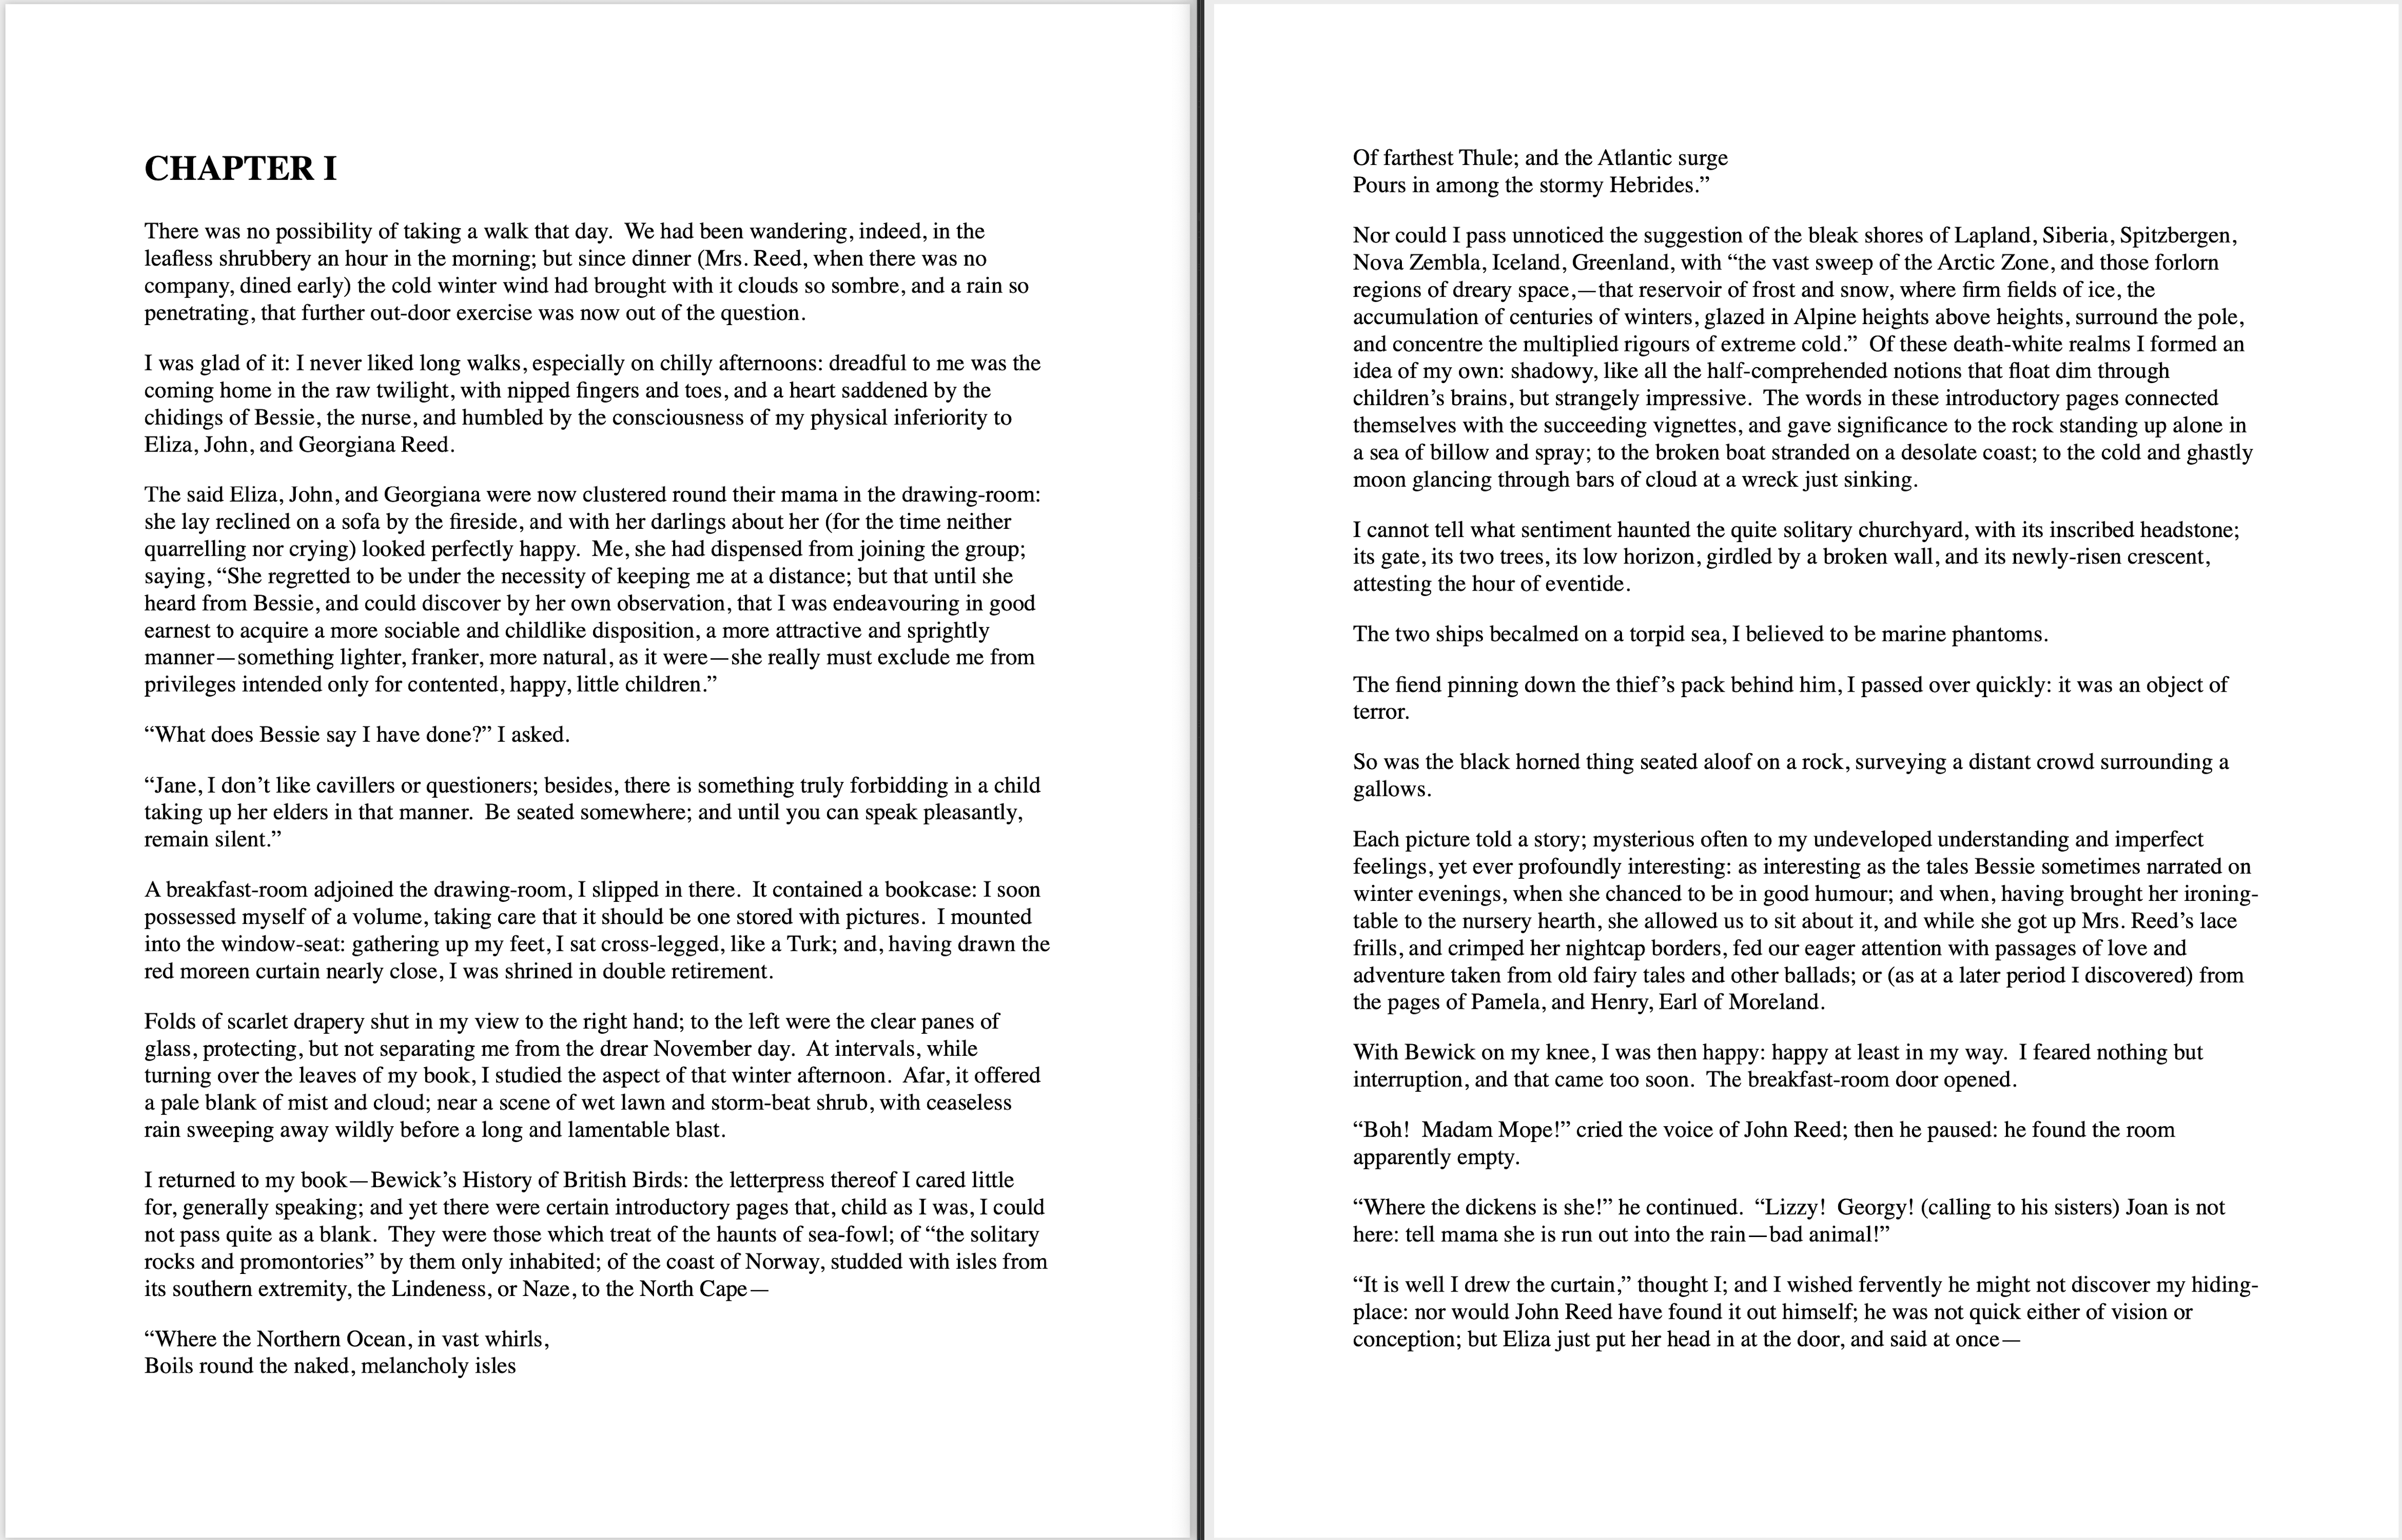 CHAPTER I
There was no possibility of taking a walk that day.  We had been wandering, indeed, in the
leafless shrubbery an hour in the morning; but since dinner (Mrs. Reed, when there was no
company, dined early) the cold winter wind had brought with it clouds so sombre, and a rain so
penetrating, that further out-door exercise was now out of the question.
I was glad of it: I never liked long walks, especially on chilly afternoons: dreadful to me was the
coming home in the raw twilight, with nipped fingers and toes, and a heart saddened by the
chidings of Bessie, the nurse, and humbled by the consciousness of my physical inferiority to
Eliza, John, and Georgiana Reed.
The said Eliza, John, and Georgiana were now clustered round their mama in the drawing-room:
she lay reclined on a sofa by the fireside, and with her darlings about her (for the time neither
quarrelling nor crying) looked perfectly happy.  Me, she had dispensed from joining the group;
saying, “She regretted to be under the necessity of keeping me at a distance; but that until she
heard from Bessie, and could discover by her own observation, that I was endeavouring in good
earnest to acquire a more sociable and childlike disposition, a more attractive and sprightly
manner—something lighter, franker, more natural, as it were—she really must exclude me from
privileges intended only for contented, happy, little children.”
“What does Bessie say I have done?” I asked.
“Jane, I don’t like cavillers or questioners; besides, there is something truly forbidding in a child
taking up her elders in that manner.  Be seated somewhere; and until you can speak pleasantly,
remain silent.”
A breakfast-room adjoined the drawing-room, I slipped in there.  It contained a bookcase: I soon
possessed myself of a volume, taking care that it should be one stored with pictures.  I mounted
into the window-seat: gathering up my feet, I sat cross-legged, like a Turk; and, having drawn the
red moreen curtain nearly close, I was shrined in double retirement.
Folds of scarlet drapery shut in my view to the right hand; to the left were the clear panes of
glass, protecting, but not separating me from the drear November day.  At intervals, while
turning over the leaves of my book, I studied the aspect of that winter afternoon.  Afar, it offered
a pale blank of mist and cloud; near a scene of wet lawn and storm-beat shrub, with ceaseless
rain sweeping away wildly before a long and lamentable blast.
I returned to my book—Bewick’s History of British Birds: the letterpress thereof I cared little
for, generally speaking; and yet there were certain introductory pages that, child as I was, I could
not pass quite as a blank.  They were those which treat of the haunts of sea-fowl; of “the solitary
rocks and promontories” by them only inhabited; of the coast of Norway, studded with isles from
its southern extremity, the Lindeness, or Naze, to the North Cape—
“Where the Northern Ocean, in vast whirls,
Boils round the naked, melancholy isles
Of farthest Thule; and the Atlantic surge
Pours in among the stormy Hebrides.”
Nor could I pass unnoticed the suggestion of the bleak shores of Lapland, Siberia, Spitzbergen,
Nova Zembla, Iceland, Greenland, with “the vast sweep of the Arctic Zone, and those forlorn
regions of dreary space,—that reservoir of frost and snow, where firm fields of ice, the
accumulation of centuries of winters, glazed in Alpine heights above heights, surround the pole,
and concentre the multiplied rigours of extreme cold.”  Of these death-white realms I formed an
idea of my own: shadowy, like all the half-comprehended notions that float dim through
children’s brains, but strangely impressive.  The words in these introductory pages connected
themselves with the succeeding vignettes, and gave significance to the rock standing up alone in
a sea of billow and spray; to the broken boat stranded on a desolate coast; to the cold and ghastly
moon glancing through bars of cloud at a wreck just sinking.
I cannot tell what sentiment haunted the quite solitary churchyard, with its inscribed headstone;
its gate, its two trees, its low horizon, girdled by a broken wall, and its newly-risen crescent,
attesting the hour of eventide.
The two ships becalmed on a torpid sea, I believed to be marine phantoms.
The fiend pinning down the thief’s pack behind him, I passed over quickly: it was an object of
terror.
So was the black horned thing seated aloof on a rock, surveying a distant crowd surrounding a
gallows.
Each picture told a story; mysterious often to my undeveloped understanding and imperfect
feelings, yet ever profoundly interesting: as interesting as the tales Bessie sometimes narrated on
winter evenings, when she chanced to be in good humour; and when, having brought her ironing-
table to the nursery hearth, she allowed us to sit about it, and while she got up Mrs. Reed’s lace
frills, and crimped her nightcap borders, fed our eager attention with passages of love and
adventure taken from old fairy tales and other ballads; or (as at a later period I discovered) from
the pages of Pamela, and Henry, Earl of Moreland.
With Bewick on my knee, I was then happy: happy at least in my way.  I feared nothing but
interruption, and that came too soon.  The breakfast-room door opened.
“Boh!  Madam Mope!” cried the voice of John Reed; then he paused: he found the room
apparently empty.
“Where the dickens is she!” he continued.  “Lizzy!  Georgy! (calling to his sisters) Joan is not
here: tell mama she is run out into the rain—bad animal!”
“It is well I drew the curtain,” thought I; and I wished fervently he might not discover my hiding-
place: nor would John Reed have found it out himself; he was not quick either of vision or
conception; but Eliza just put her head in at the door, and said at once—